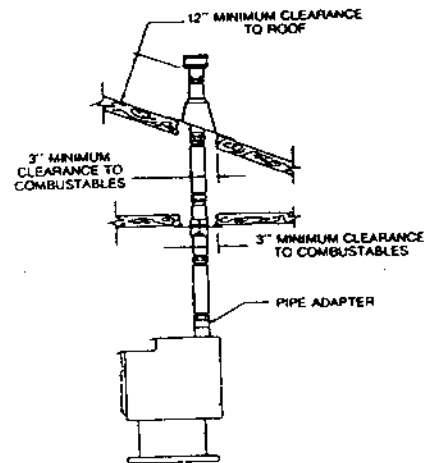 12" MINIMUM CLEARANCE
TO ROOF
3" MINIMUM
CLEARANCE TO
COMBUSTABLES
3" MINIMUM CLEARANCE
TO COMBUSTABLES
PIPE ADAPTER